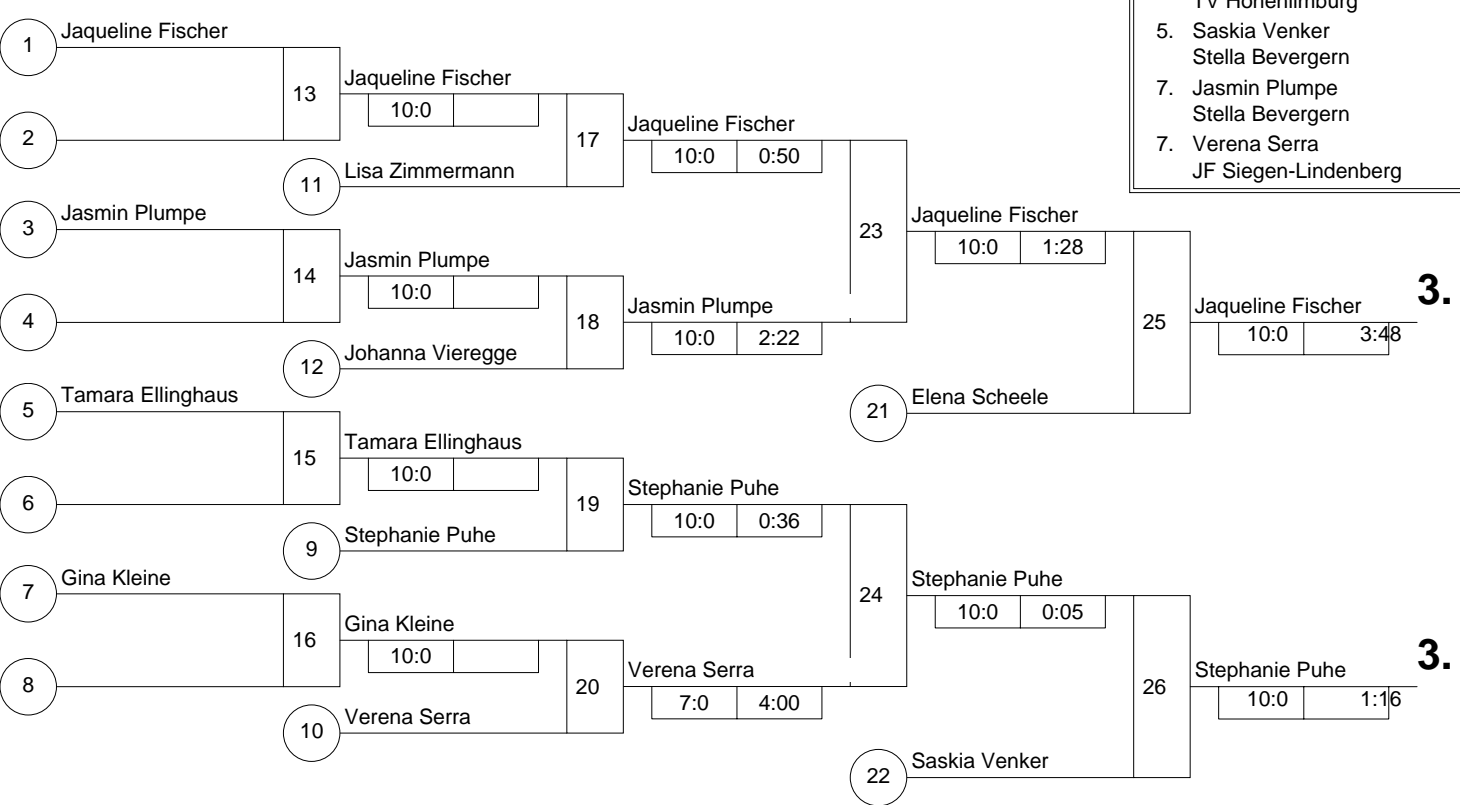 TV Hohenlimburg
5. Saskia Venker
Stella Bevergern
7. Jasmin Plumpe
Stella Bevergern
7. Verena Serra
JF Siegen-Lindenberg
1 Jaqueline Fischer
13 Jaqueline Fischer
10:0
2
17 Jaqueline Fischer
10:0 0:50
11 Lisa Zimmermann
3 Jasmin Plumpe
23 Jaqueline Fischer
10:0 1:28
14 Jasmin Plumpe
10:0
4
18 Jasmin Plumpe
10:0 2:22
25 Jaqueline Fischer 3.
10:0 3:48
12 Johanna Vieregge
5 Tamara Ellinghaus
21 Elena Scheele
15 Tamara Ellinghaus
10:0
6
19 Stephanie Puhe
10:0 0:36
9 Stephanie Puhe
7 Gina Kleine
24 Stephanie Puhe
10:0 0:05
16 Gina Kleine
10:0
8
20 Verena Serra
7:0 4:00
26 Stephanie Puhe 3.
10:0 1:16
10 Verena Serra
22 Saskia Venker